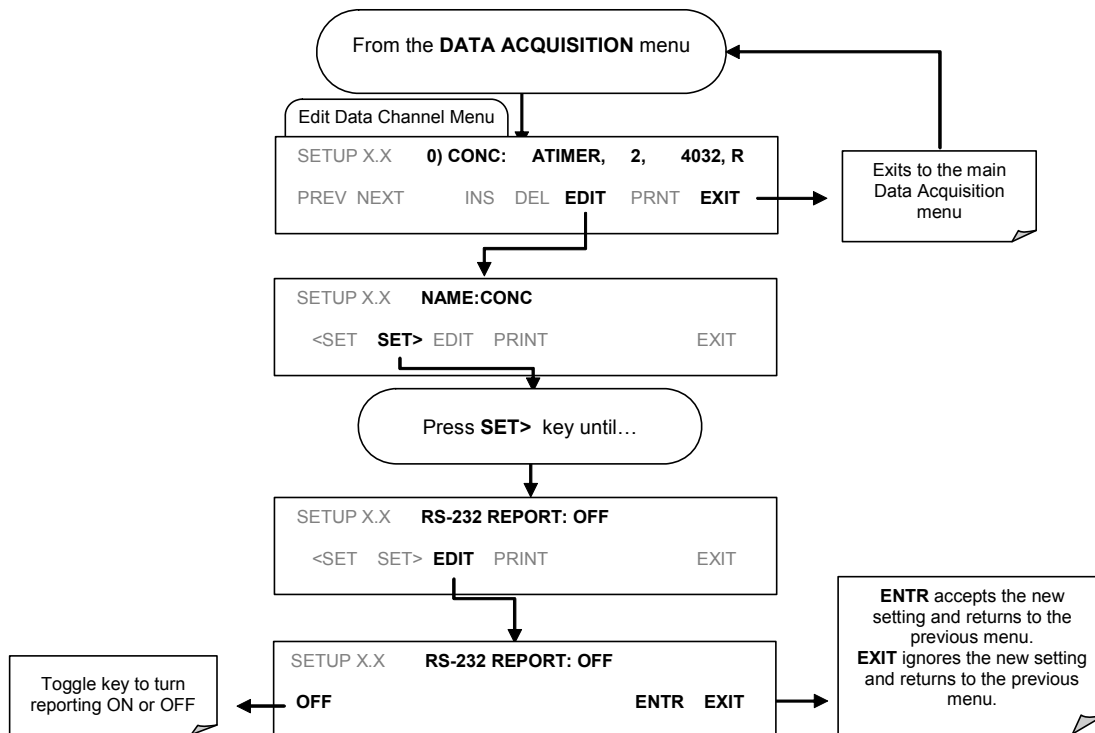 From the DATA ACQUISITION menu
Edit Data Channel Menu
SETUP X.X 0) CONC: ATIMER, 2, 4032, R
PREV NEXT INS DEL EDIT PRNT EXIT
Exits to the main
Data Acquisition
menu
SETUP X.X NAME:CONC
<SET SET> EDIT PRINT EXIT
Press SET> key until…
SETUP X.X RS-232 REPORT: OFF
<SET SET> EDIT PRINT EXIT
SETUP X.X RS-232 REPORT: OFF
OFF ENTR EXIT
Toggle key to turn
reporting ON or OFF
ENTR accepts the new
setting and returns to the
previous menu.
EXIT ignores the new setting
and returns to the previous
menu.